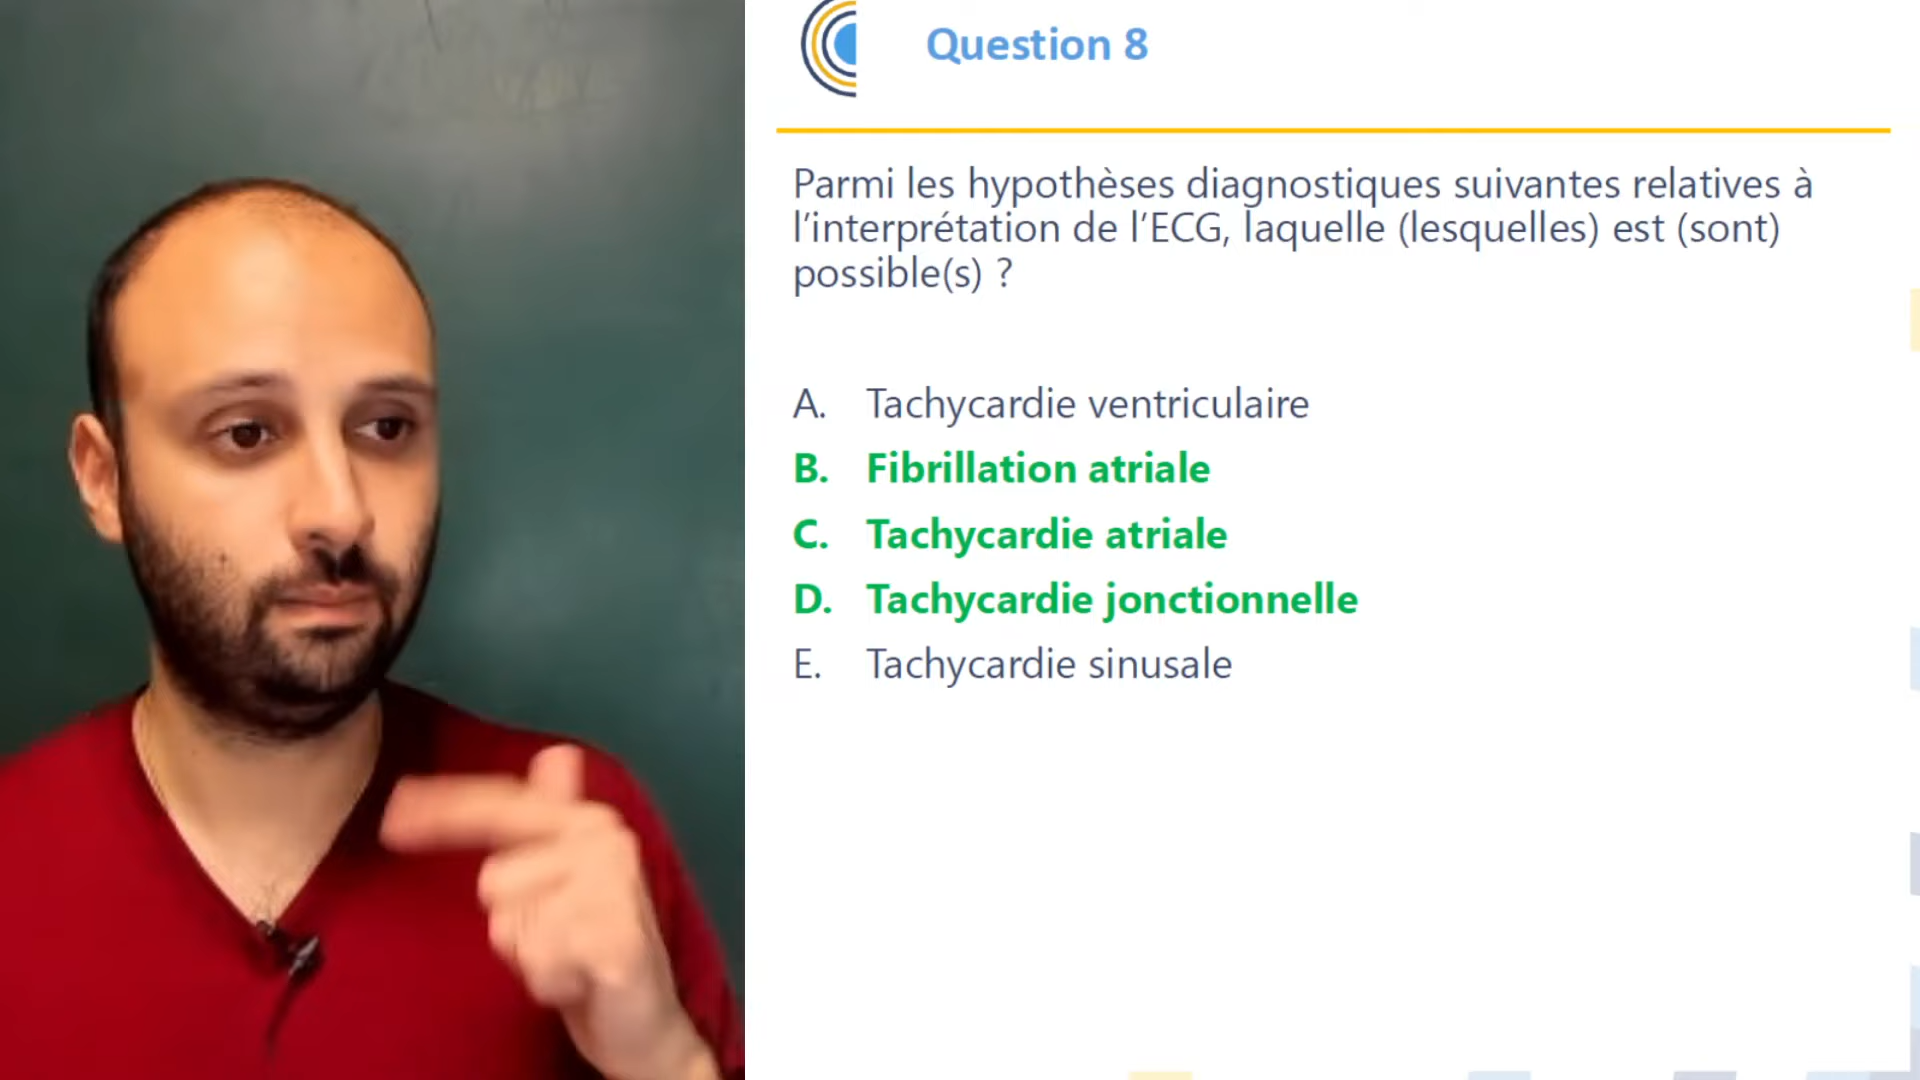 Question 8
Parmi les hypothèses diagnostiques suivantes relatives à
l’interprétation de l’ECG, laquelle (lesquelles) est (sont)
possible(s) ?
A. Tachycardie ventriculaire
B. Fibrillation atriale
C. Tachycardie atriale
D. Tachycardie jonctionnelle
E. Tachycardie sinusale